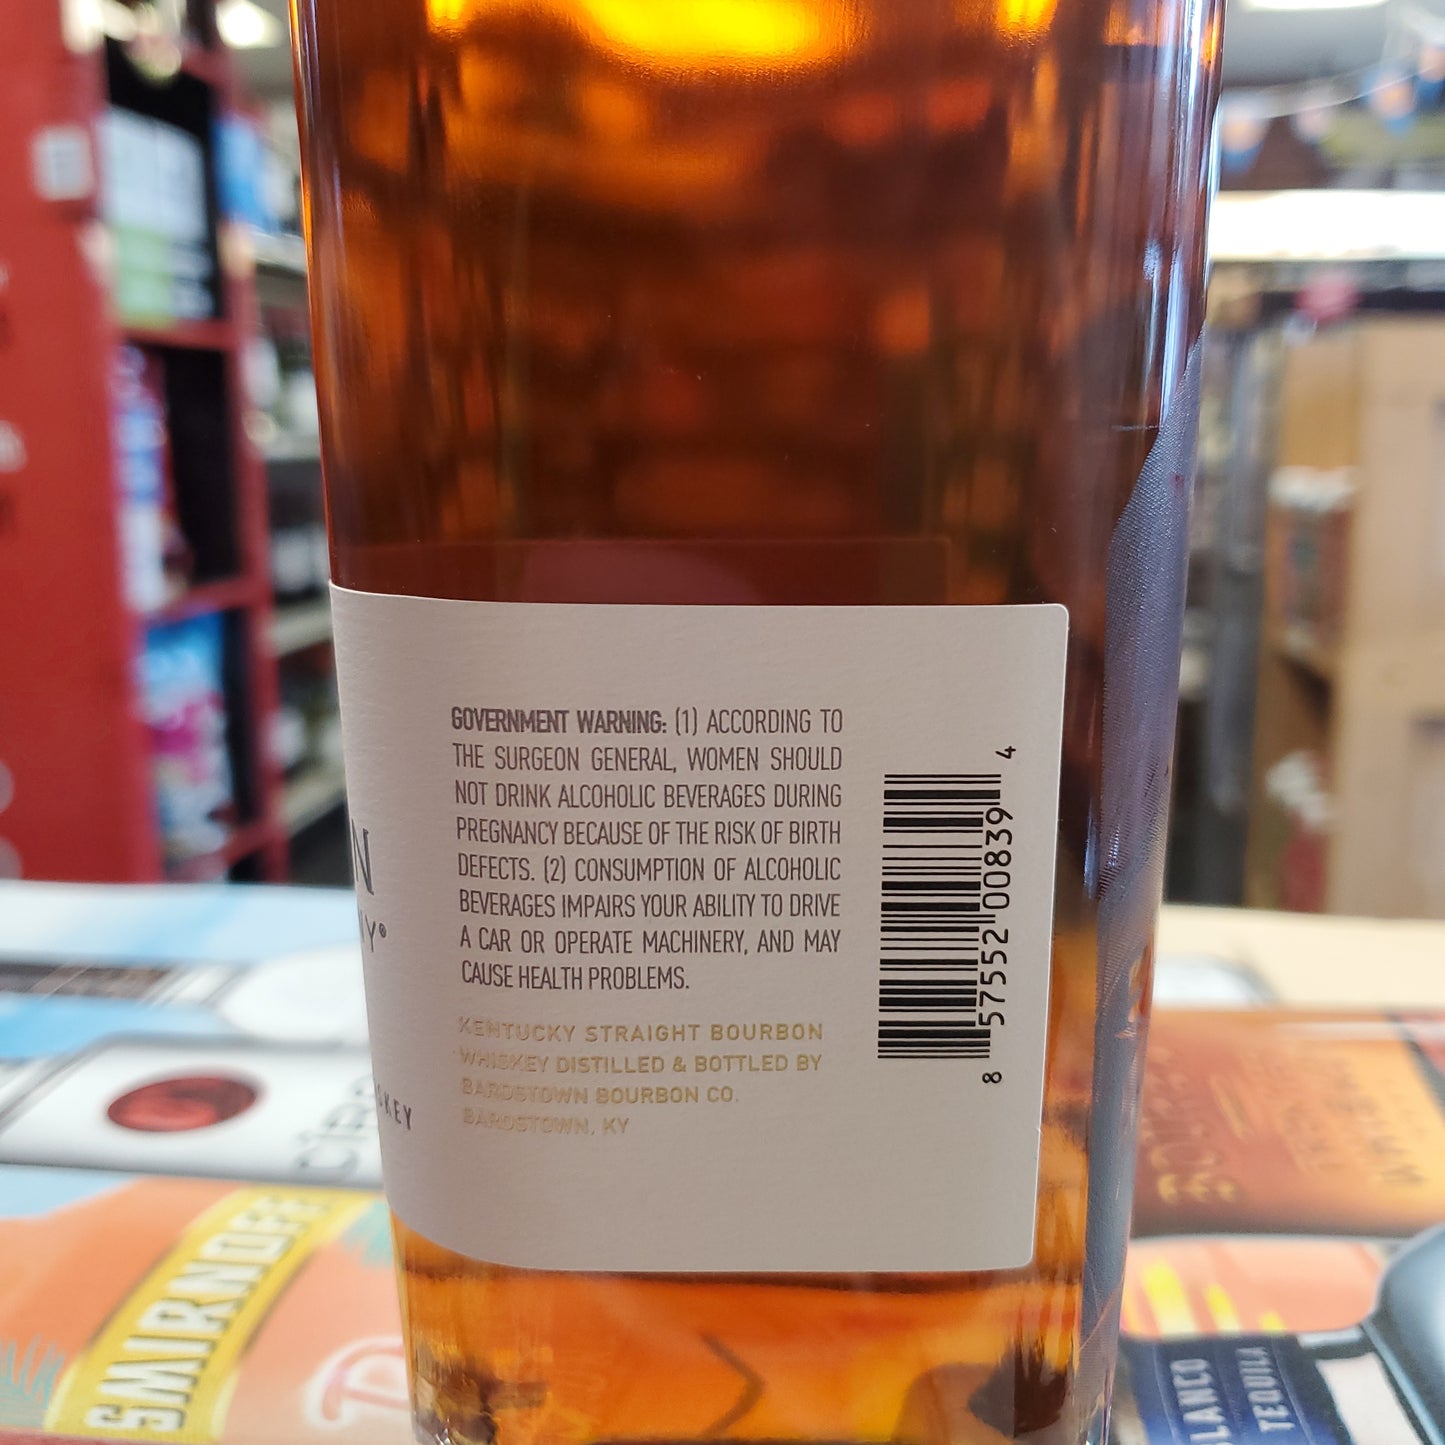 GOVERNMENT WARNING: (1) ACCORDING TO
THE SURGEON GENERAL, WOMEN SHOULD
NOT DRINK ALCOHOLIC BEVERAGES DURING
PREGNANCY BECAUSE OF THE RISK OF BIRTH
DEFECTS. (2) CONSUMPTION OF ALCOHOLIC
BEVERAGES IMPAIRS YOUR ABILITY TO DRIVE
A CAR OR OPERATE MACHINERY, AND MAY
CAUSE HEALTH PROBLEMS.
KENTUCKY STRAIGHT BOURBON
WHISKEY DISTILLED & BOTTLED BY
BARDSTOWN BOURBON CO.
BARDSTOWN, KY
8 57552 00839 4
N
Y®
KEY
SMIRNOFF
BLANCO
TEQUILA